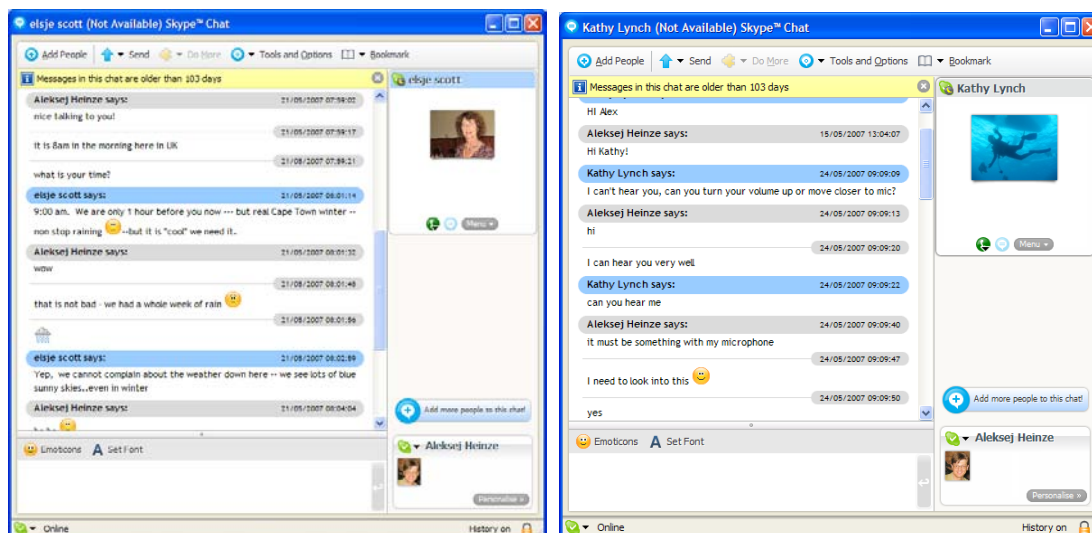 elsje scott (Not Available) Skype™ Chat
Add People Send Do More Tools and Options Bookmark
Messages in this chat are older than 103 days
elsje scott
Aleksej Heinze says: 21/05/2007 07:59:02
nice talking to you!
21/05/2007 07:59:17
it is 8am in the morning here in UK
21/05/2007 07:59:21
what is your time?
elsje scott says: 21/05/2007 08:01:14
9:00 am. We are only 1 hour before you now --- but real Cape Town winter --
non stop raining --but it is "cool" we need it.
Aleksej Heinze says: 21/05/2007 08:01:32
wow
21/05/2007 08:01:48
that is not bad - we had a whole week of rain
21/05/2007 08:01:56
elsje scott says: 21/05/2007 08:02:59
Yep, we cannot complain about the weather down here -- we see lots of blue
sunny skies..even in winter
Aleksej Heinze says: 21/05/2007 08:04:04
Menu
Add more people to this chat!
Emoticons A Set Font
Aleksej Heinze
Personalise »
Online History on
Kathy Lynch (Not Available) Skype™ Chat
Add People Send Do More Tools and Options Bookmark
Messages in this chat are older than 103 days
Kathy Lynch
HI Alex
Aleksej Heinze says: 15/05/2007 13:04:07
Hi Kathy!
Kathy Lynch says: 24/05/2007 09:09:09
I can't hear you, can you turn your volume up or move closer to mic?
Aleksej Heinze says: 24/05/2007 09:09:13
hi
24/05/2007 09:09:20
I can hear you very well
Kathy Lynch says: 24/05/2007 09:09:22
can you hear me
Aleksej Heinze says: 24/05/2007 09:09:40
it must be something with my microphone
24/05/2007 09:09:47
I need to look into this
24/05/2007 09:09:50
yes
Menu
Add more people to this chat!
Emoticons A Set Font
Aleksej Heinze
Personalise »
Online History on